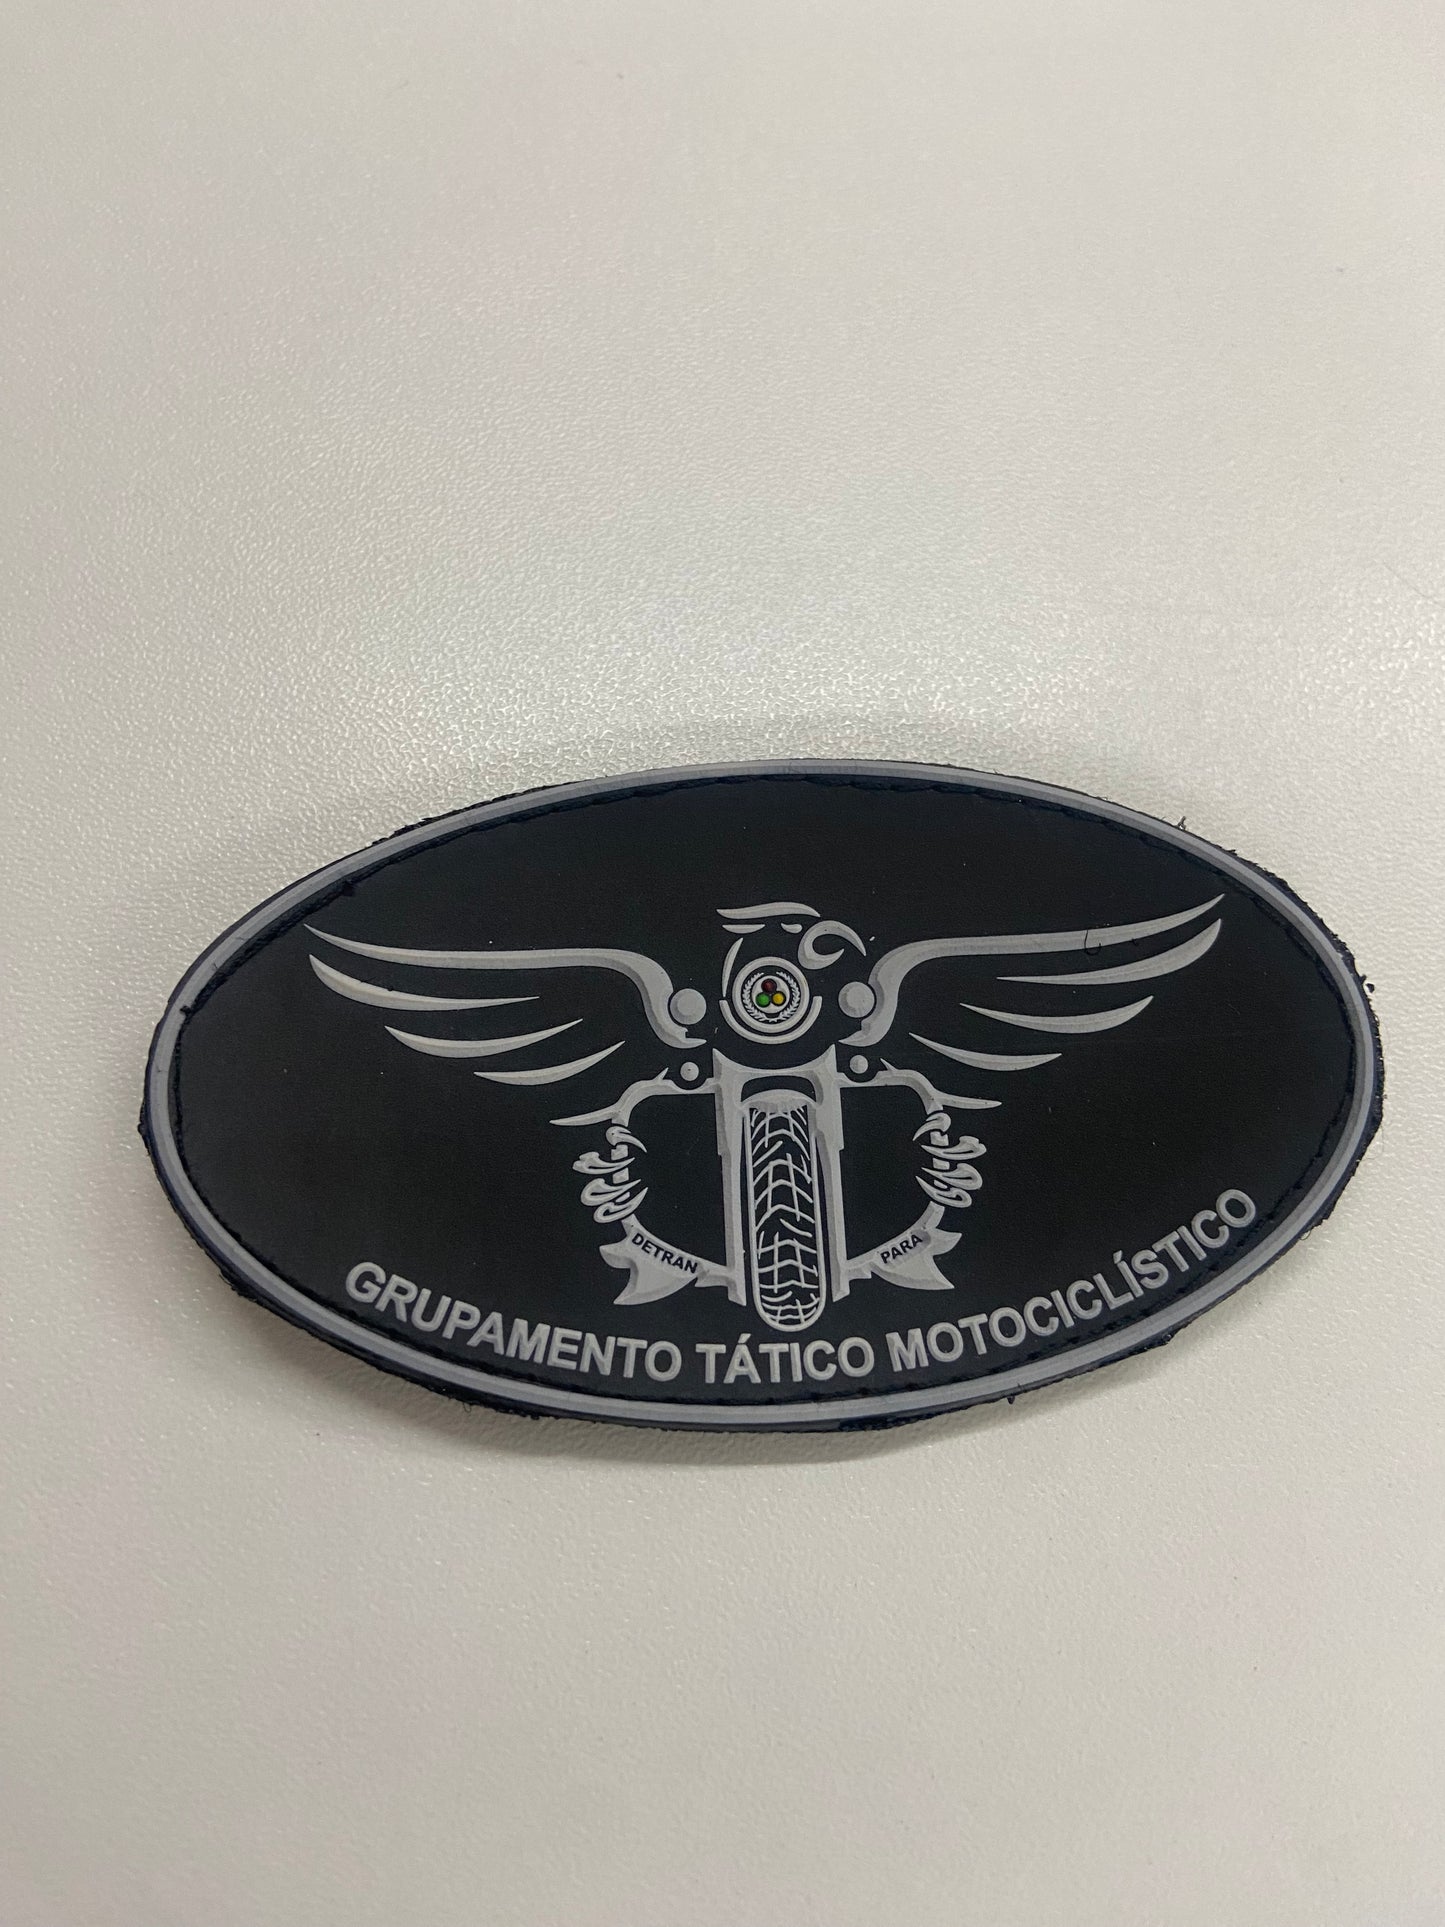 DETRAN PARA
GRUPAMENTO TÁTICO MOTOCICLÍSTICO